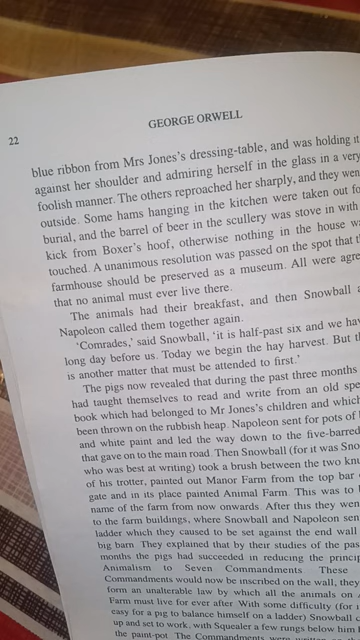 GEORGE ORWELL
22
blue ribbon from Mrs Jones's dressing-table, and was holding it
against her shoulder and admiring herself in the glass in a very
foolish manner. The others reproached her sharply, and they wen
outside. Some hams hanging in the kitchen were taken out fo
burial, and the barrel of beer in the scullery was stove in with
kick from Boxer's hoof, otherwise nothing in the house w
touched. A unanimous resolution was passed on the spot that t
farmhouse should be preserved as a museum. All were agre
that no animal must ever live there.
The animals had their breakfast, and then Snowball a
Napoleon called them together again.
'Comrades,' said Snowball, 'it is half-past six and we hav
long day before us. Today we begin the hay harvest. But th
is another matter that must be attended to first.'
The pigs now revealed that during the past three months
had taught themselves to read and write from an old spe
book which had belonged to Mr Jones's children and which
been thrown on the rubbish heap. Napoleon sent for pots of
and white paint and led the way down to the five-barred
that gave on to the main road. Then Snowball (for it was Sno
who was best at writing) took a brush between the two knu
of his trotter, painted out Manor Farm from the top bar
gate and in its place painted Animal Farm. This was to
name of the farm from now onwards. After this they went
to the farm buildings, where Snowball and Napoleon sen
ladder which they caused to be set against the end wall
big barn. They explained that by their studies of the pas
months the pigs had succeeded in reducing the princip
Animalism to Seven Commandments These
Commandments would now be inscribed on the wall, they
form an unalterable law by which all the animals on
Farm must live for ever after With some difficulty (for
easy for a pig to balance himself on a ladder) Snowball
up and set to work, with Squealer a few rungs below him
the paint-pot The Commandments were